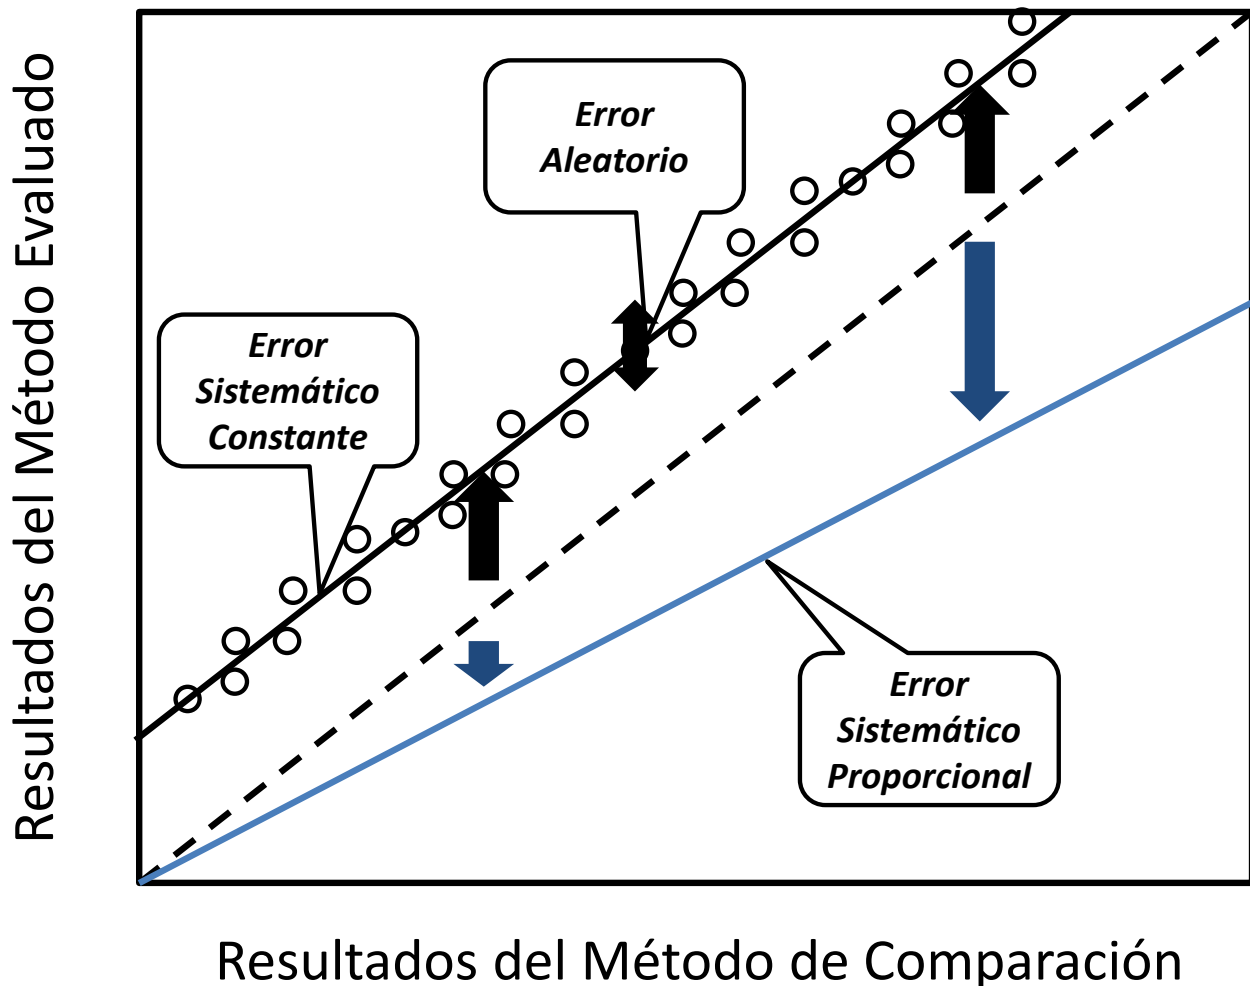 Resultados del Método Evaluado
Error
Aleatorio
Error
Sistemático
Constante
Error
Sistemático
Proporcional
Resultados del Método de Comparación